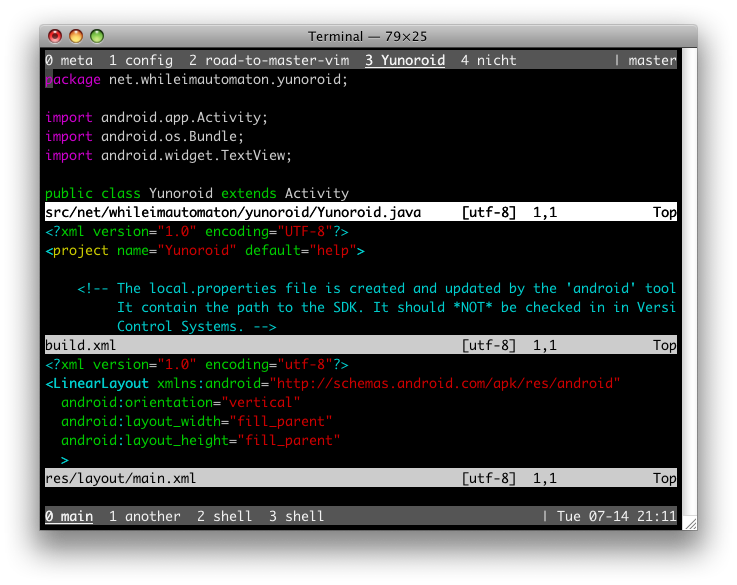 Terminal — 79×25
0 meta  1 config  2 road-to-master-vim  3 Yunoroid  4 nicht            | master
package net.whileimautomaton.yunoroid;

import android.app.Activity;
import android.os.Bundle;
import android.widget.TextView;

public class Yunoroid extends Activity
src/net/whileimautomaton/yunoroid/Yunoroid.java     [utf-8]  1,1            Top
<?xml version="1.0" encoding="UTF-8"?>
<project name="Yunoroid" default="help">

    <!-- The local.properties file is created and updated by the 'android' tool
         It contain the path to the SDK. It should *NOT* be checked in in Versi
         Control Systems. -->
build.xml                                           [utf-8]  1,1            Top
<?xml version="1.0" encoding="utf-8"?>
<LinearLayout xmlns:android="http://schemas.android.com/apk/res/android"
  android:orientation="vertical"
  android:layout_width="fill_parent"
  android:layout_height="fill_parent"
  >
res/layout/main.xml                                 [utf-8]  1,1            Top

0 main  1 another  2 shell  3 shell                           | Tue 07-14 21:11